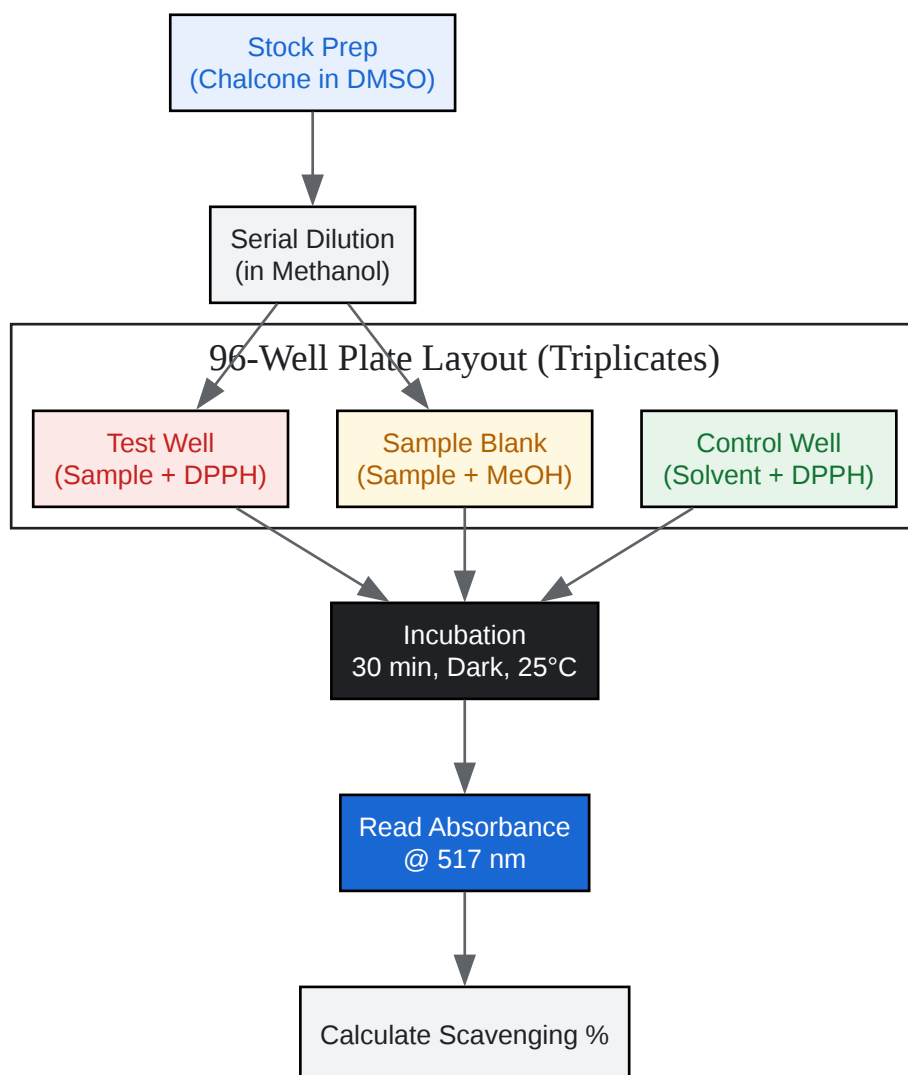 Stock Prep
(Chalcone in DMSO)
Serial Dilution
(in Methanol)
96-Well Plate Layout (Triplicates)
Test Well
(Sample + DPPH)
Sample Blank
(Sample + MeOH)
Control Well
(Solvent + DPPH)
Incubation
30 min, Dark, 25°C
Read Absorbance
@ 517 nm
Calculate Scavenging %